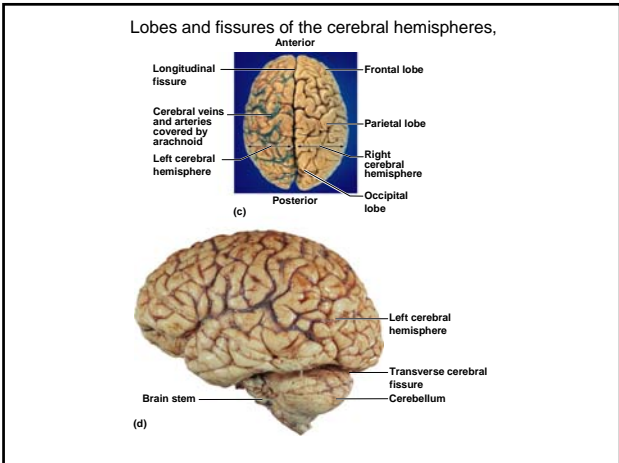 Lobes and fissures of the cerebral hemispheres,
Anterior
Longitudinal
fissure
Frontal lobe
Cerebral veins
and arteries
covered by
arachnoid
Parietal lobe
Left cerebral
hemisphere
Right
cerebral
hemisphere
Occipital
lobe
Posterior
(c)
Left cerebral
hemisphere
Transverse cerebral
fissure
Brain stem
Cerebellum
(d)